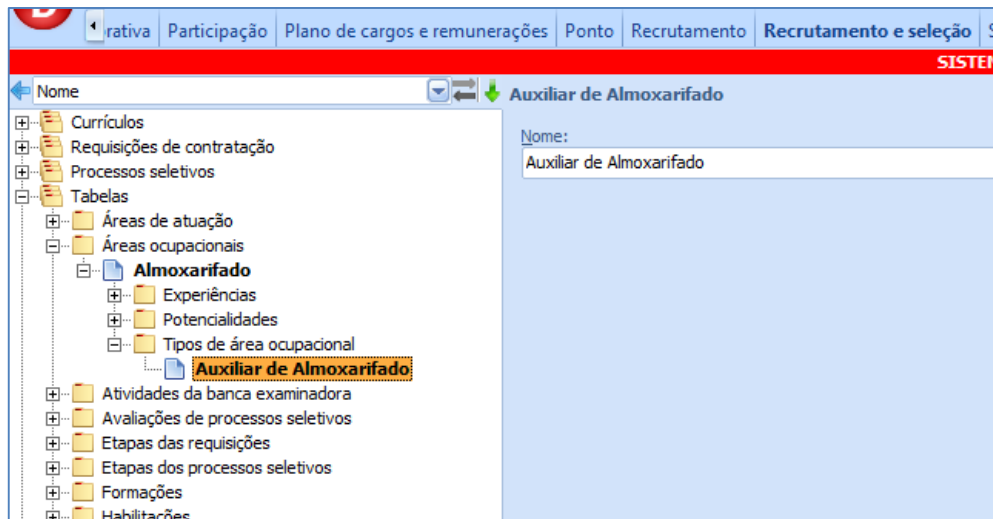 rativa Participação Plano de cargos e remunerações Ponto Recrutamento Recrutamento e seleção S
SISTEM
Nome
Auxiliar de Almoxarifado
Currículos
Nome:
Requisições de contratação
Auxiliar de Almoxarifado
Processos seletivos
Tabelas
Áreas de atuação
Áreas ocupacionais
Almoxarifado
Experiências
Potencialidades
Tipos de área ocupacional
Auxiliar de Almoxarifado
Atividades da banca examinadora
Avaliações de processos seletivos
Etapas das requisições
Etapas dos processos seletivos
Formações
Habilitações